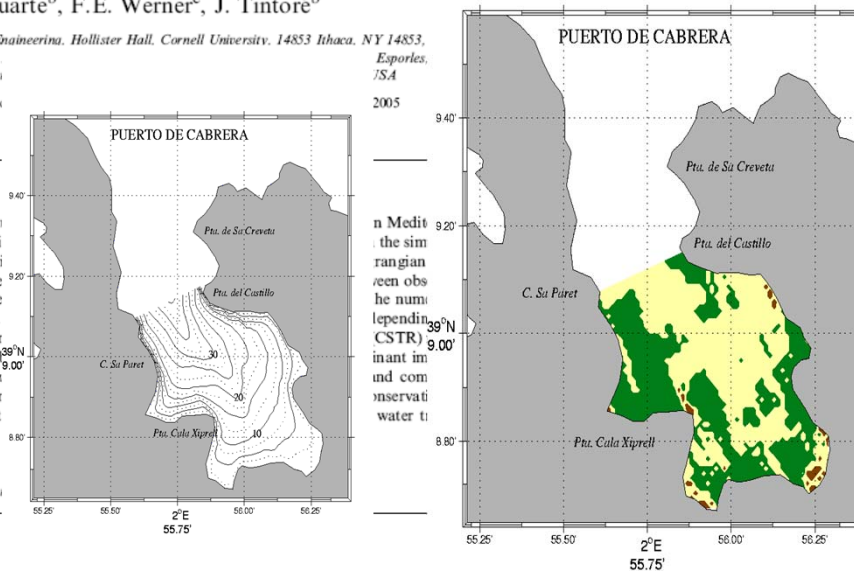 F.E. Werner, J. Tintore
Engineering, Hollister Hall, Cornell University, 14853 Ithaca, NY 14853,
Esporles,
2005
PUERTO DE CABRERA
9.40'
Pta. de Sa Creveta
9.20'
Pta. del Castillo
39°N
9.00'
C. Sa Paret
30
20
8.80'
Pta. Cala Xiprell
10
55.25'
55.50'
2°E
55.75'
56.00'
56.25'
n Medit
the sim
rangian
veen obs
he num
lependin
CSTR)
inant im
and com
onservati
water tr
PUERTO DE CABRERA
9.40'
Pta. de Sa Creveta
9.20'
Pta. del Castillo
C. Sa Paret
39°N
9.00'
8.80'
Pta. Cala Xiprell
55.25'
55.50'
2°E
55.75'
56.00'
56.25'